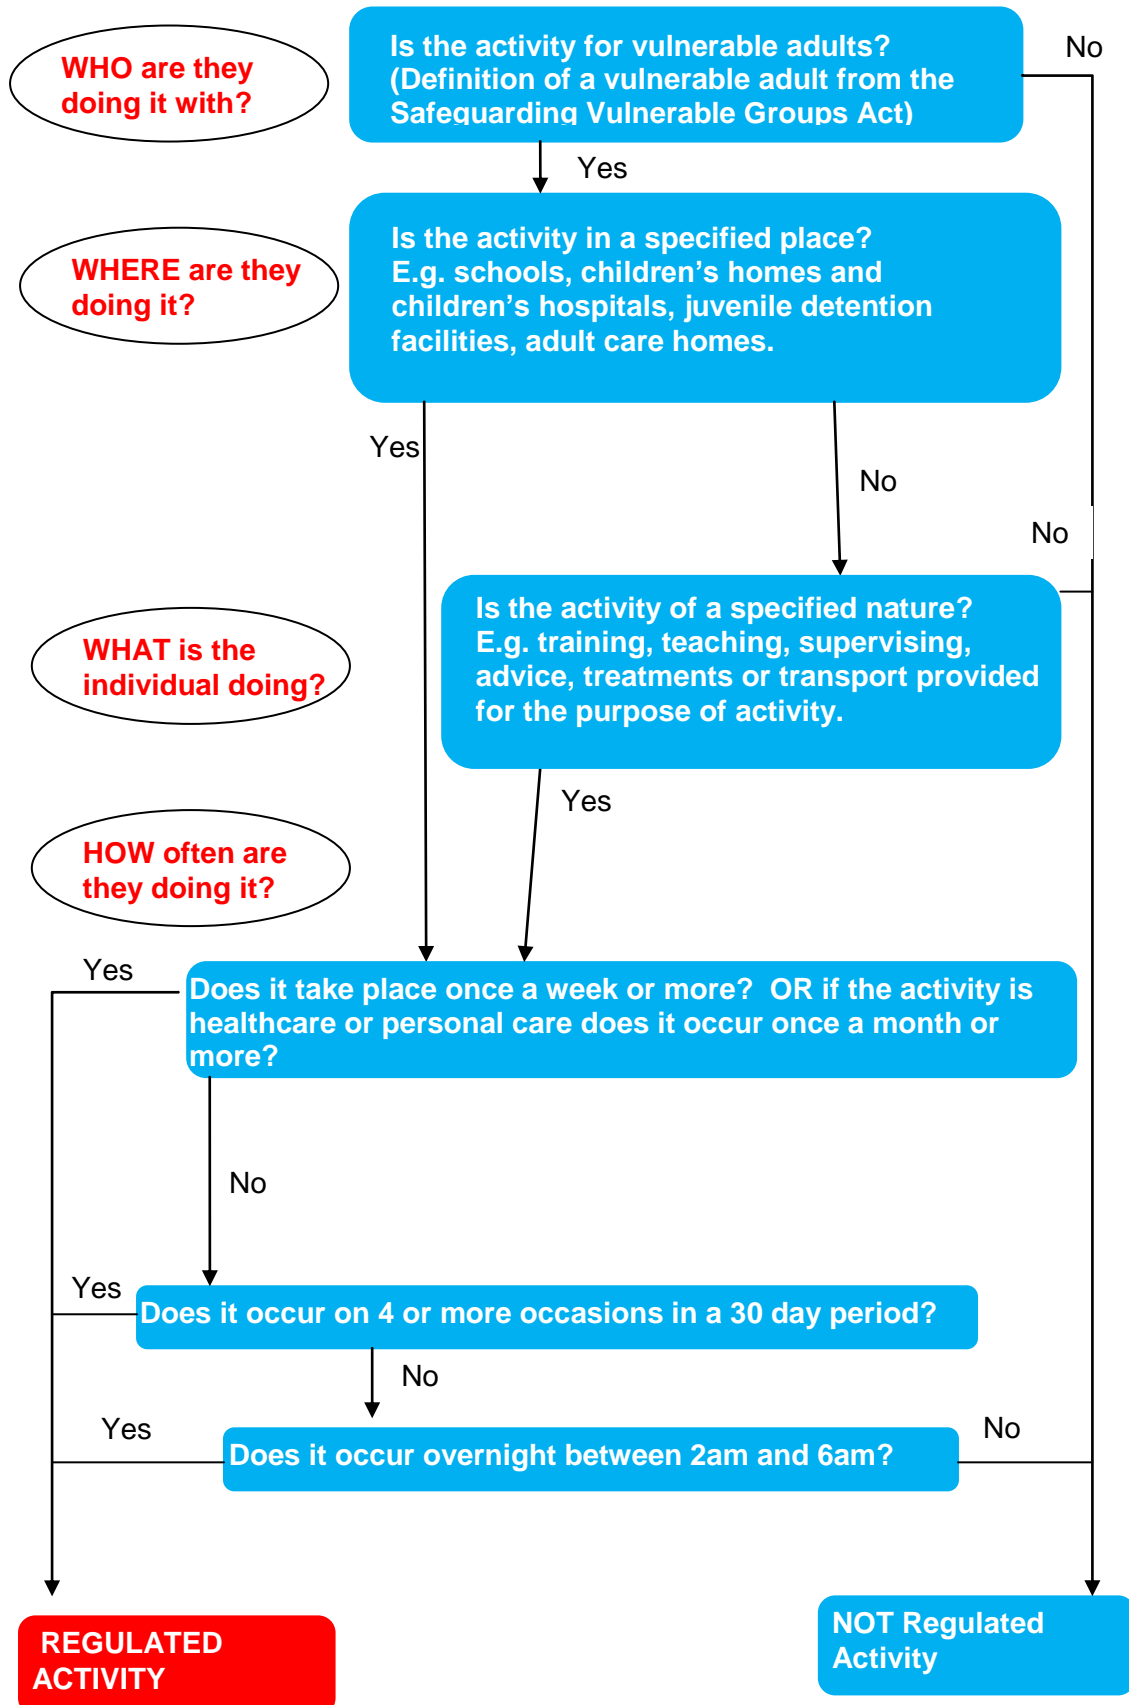 WHO are they
doing it with?
Is the activity for vulnerable adults?
(Definition of a vulnerable adult from the
Safeguarding Vulnerable Groups Act)
No
Yes
WHERE are they
doing it?
Is the activity in a specified place?
E.g. schools, children’s homes and
children’s hospitals, juvenile detention
facilities, adult care homes.
Yes
No
No
WHAT is the
individual doing?
Is the activity of a specified nature?
E.g. training, teaching, supervising,
advice, treatments or transport provided
for the purpose of activity.
Yes
HOW often are
they doing it?
Yes
Does it take place once a week or more?  OR if the activity is
healthcare or personal care does it occur once a month or
more?
No
Yes
Does it occur on 4 or more occasions in a 30 day period?
No
Yes
Does it occur overnight between 2am and 6am?
No
REGULATED
ACTIVITY
NOT Regulated
Activity